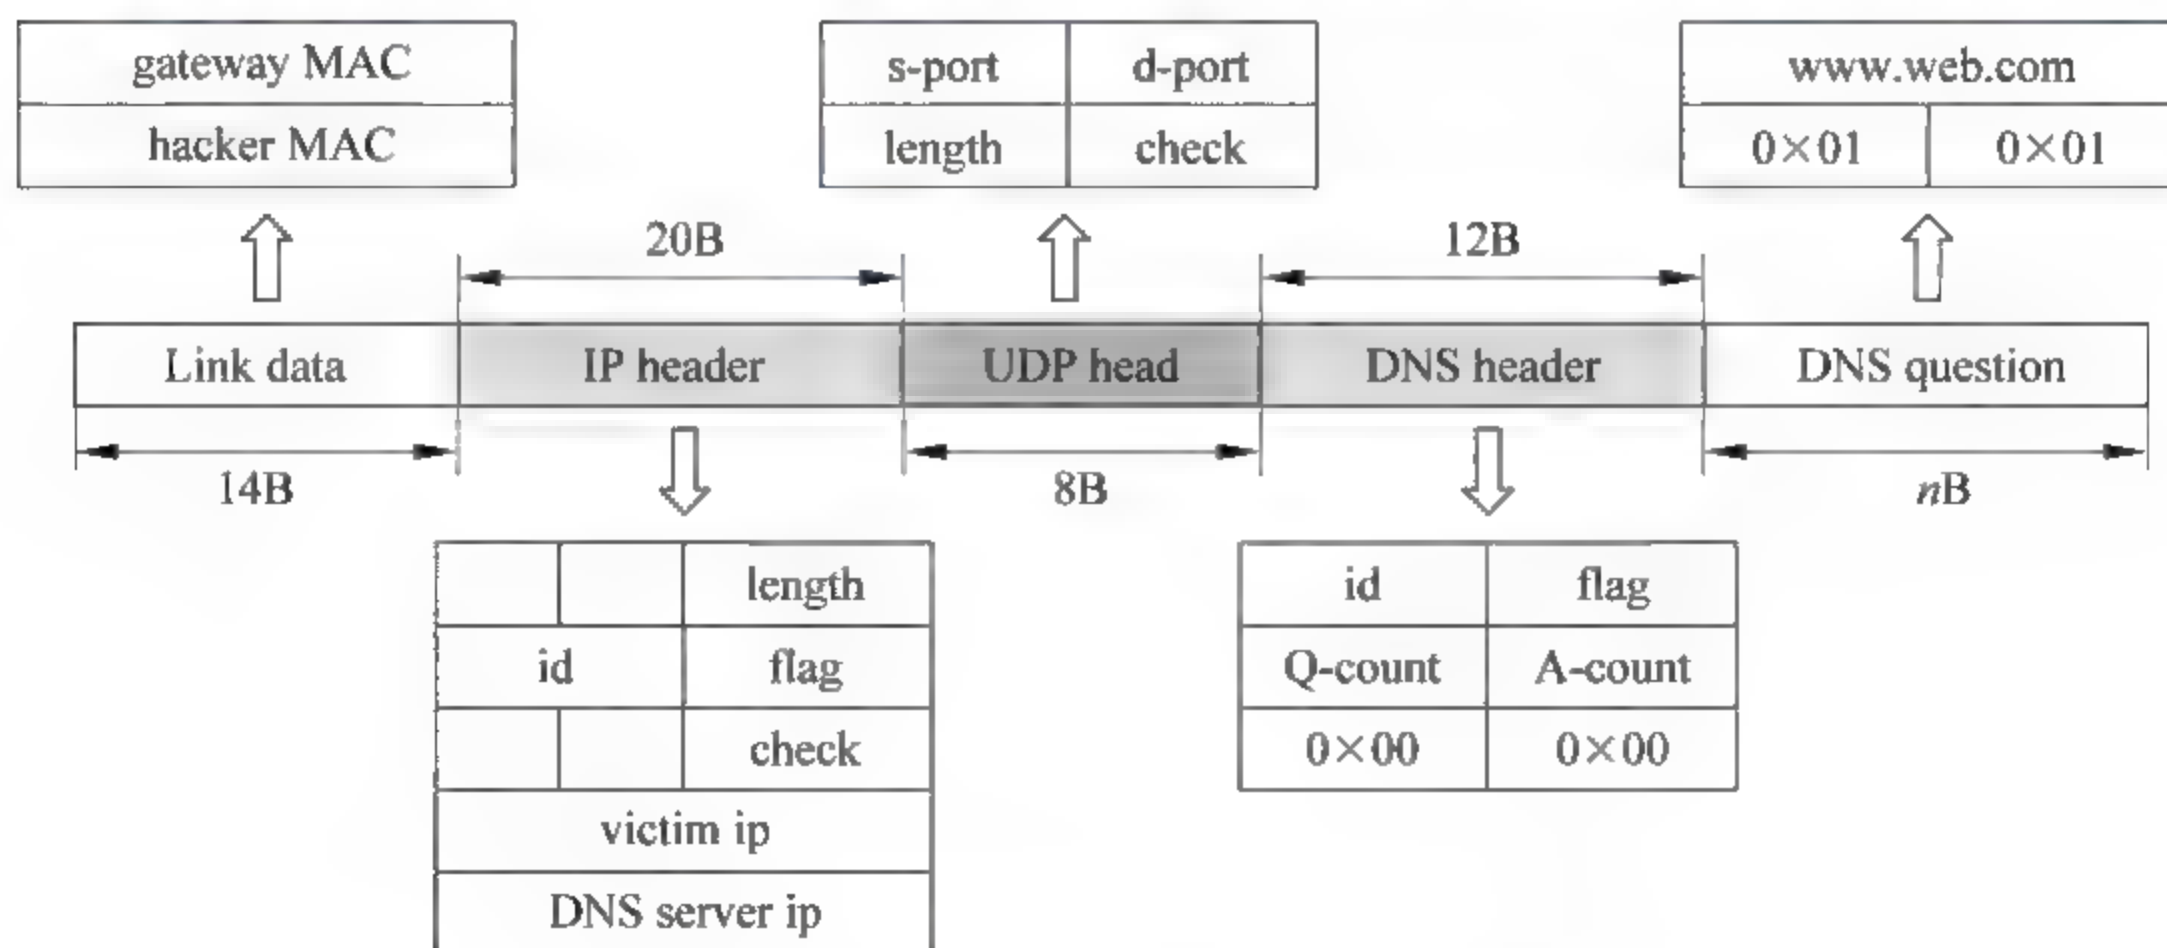 gateway MAC
hacker MAC
s-port d-port
length check
www.web.com
0×01 0×01
20B 12B
Link data IP header UDP head DNS header DNS question
14B 8B nB
length
id flag
check
victim ip
DNS server ip
id flag
Q-count A-count
0×00 0×00